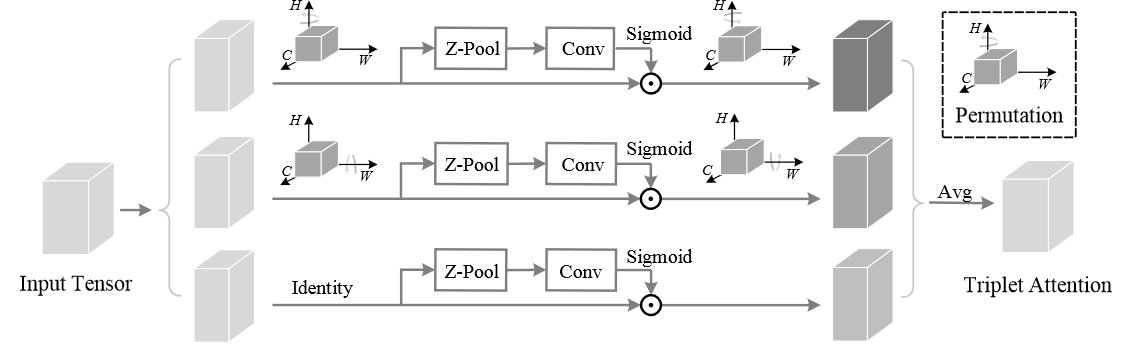 H
C
W
Z-Pool
Conv
Sigmoid
H
C
W
H
C
W
Permutation
H
C
W
Z-Pool
Conv
Sigmoid
H
C
W
Input Tensor
Identity
Z-Pool
Conv
Sigmoid
Avg
Triplet Attention